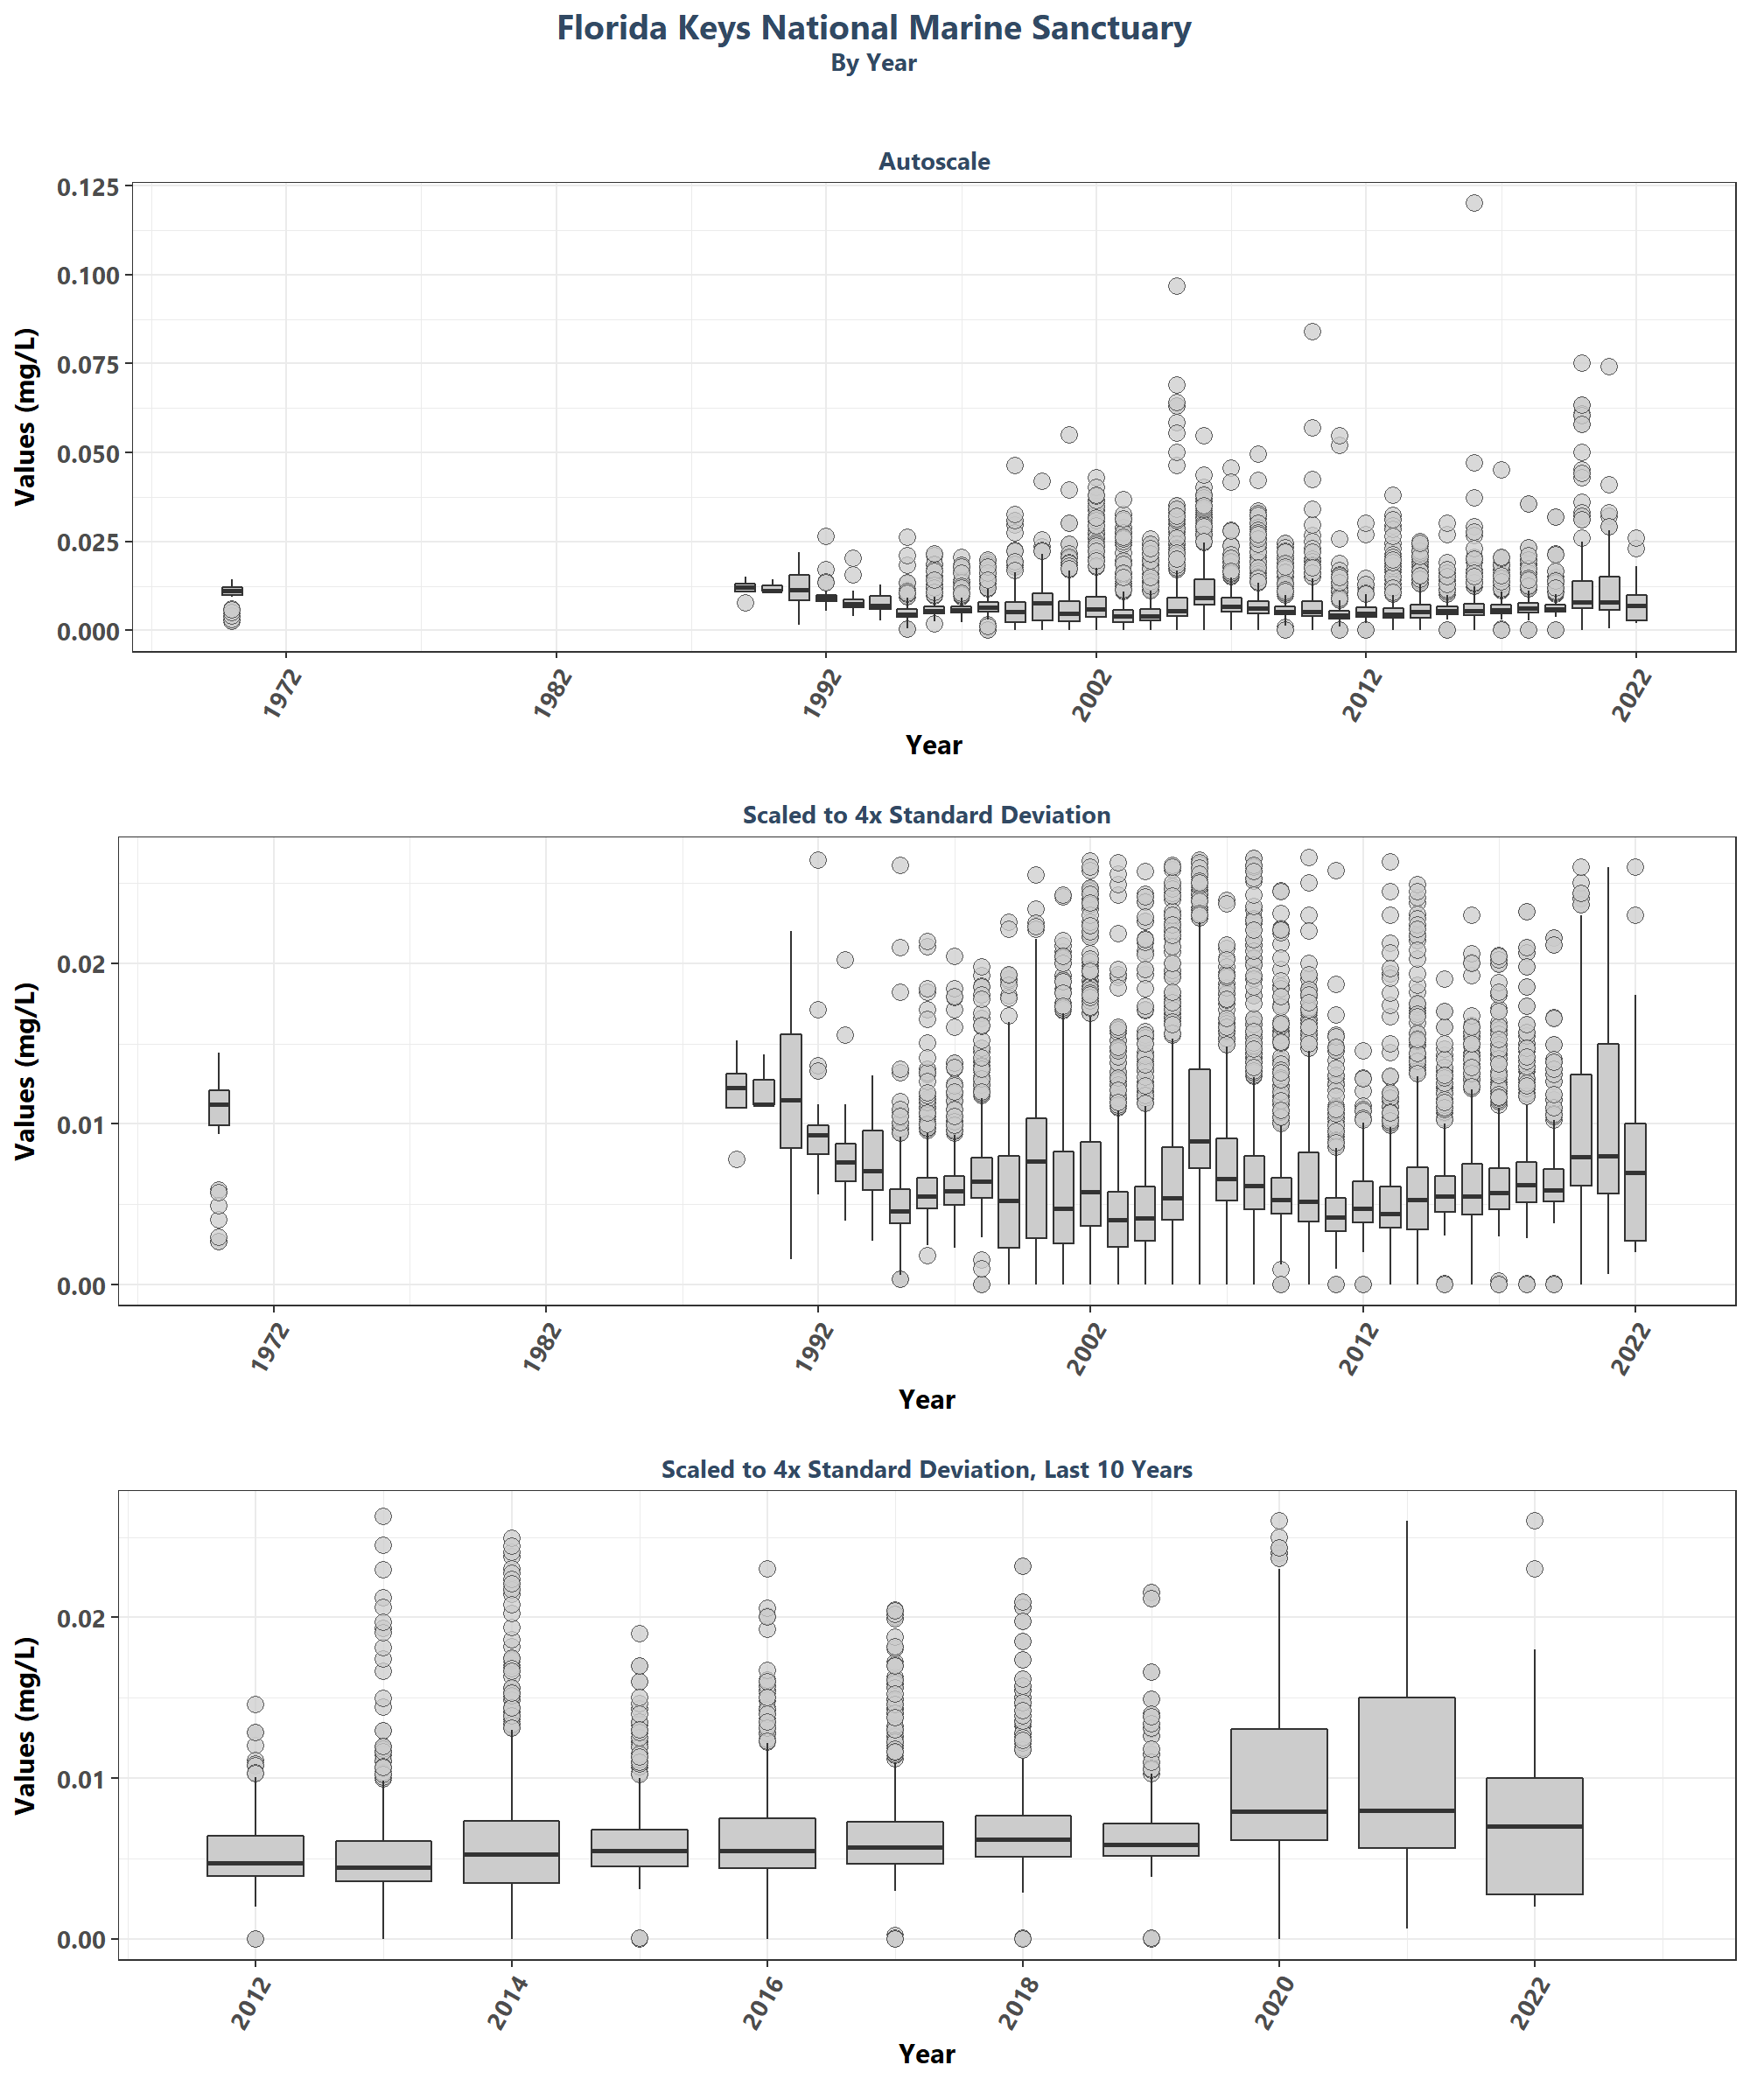 Florida Keys National Marine Sanctuary
By Year
Autoscale
Values (mg/L)
0.125
0.100
0.075
0.050
0.025
0.000
1972
1982
1992
2002
2012
2022
Year
Scaled to 4x Standard Deviation
Values (mg/L)
0.02
0.01
0.00
1972
1982
1992
2002
2012
2022
Year
Scaled to 4x Standard Deviation, Last 10 Years
Values (mg/L)
0.02
0.01
0.00
2012
2014
2016
2018
2020
2022
Year